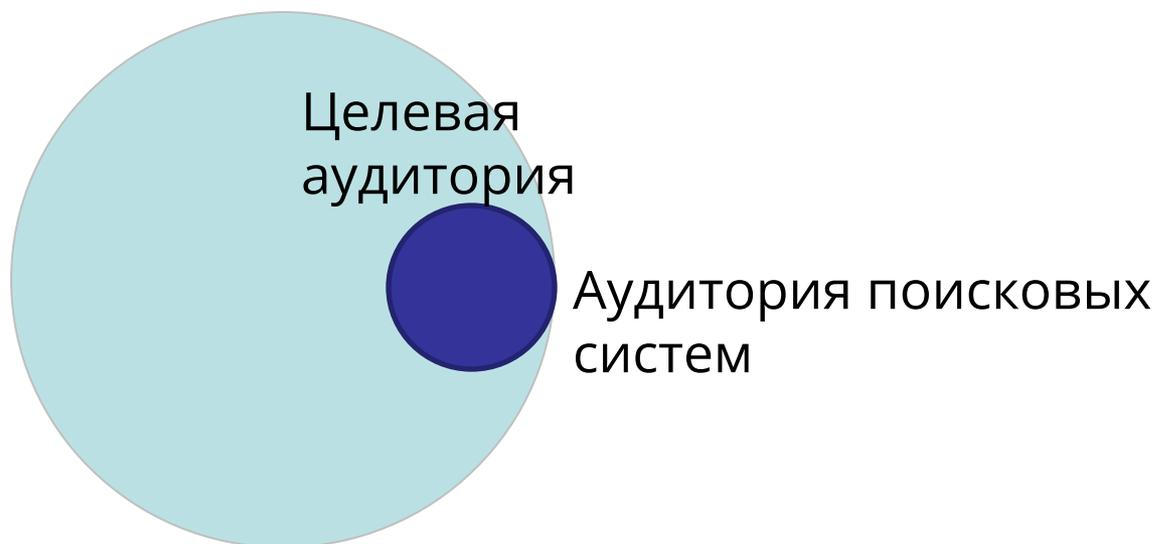 Целевая
аудитория
Аудитория поисковых
систем